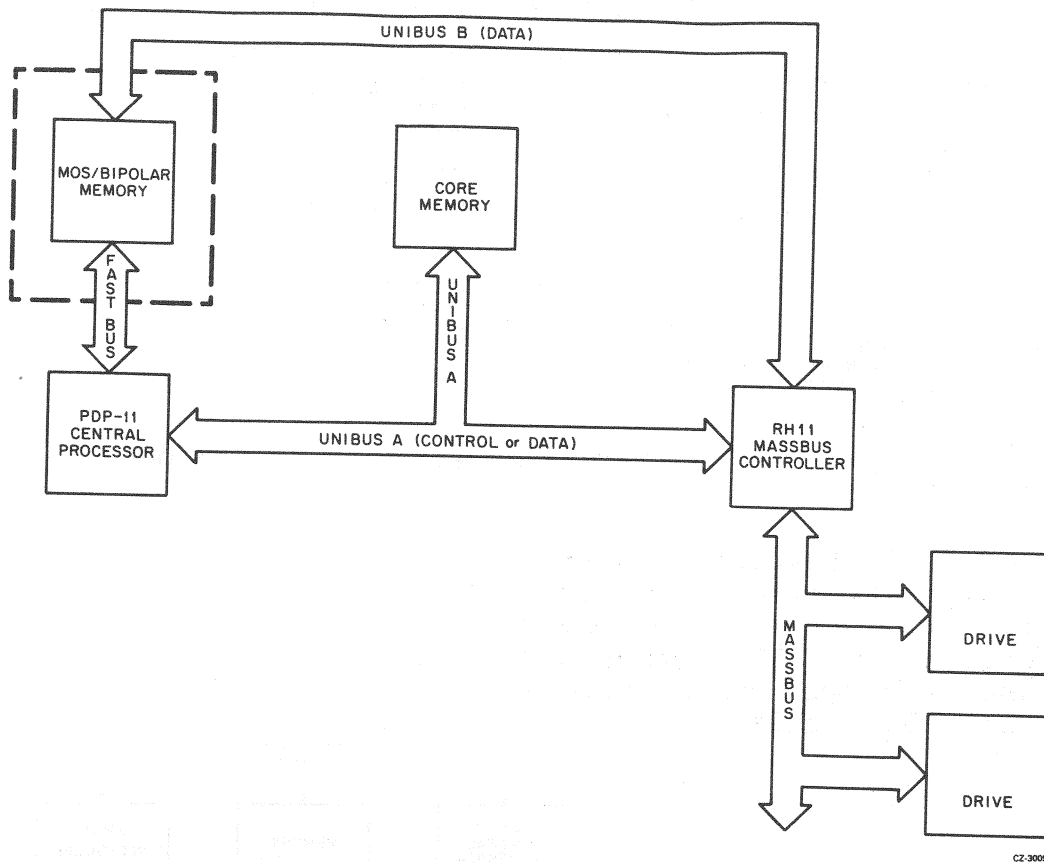 UNIBUS B (DATA)
MOS/BIPOLAR
MEMORY
CORE
MEMORY
FAST BUS
UNIBUS A
PDP-11
CENTRAL
PROCESSOR
UNIBUS A (CONTROL or DATA)
RH11
MASSBUS
CONTROLLER
MASSBUS
DRIVE
DRIVE